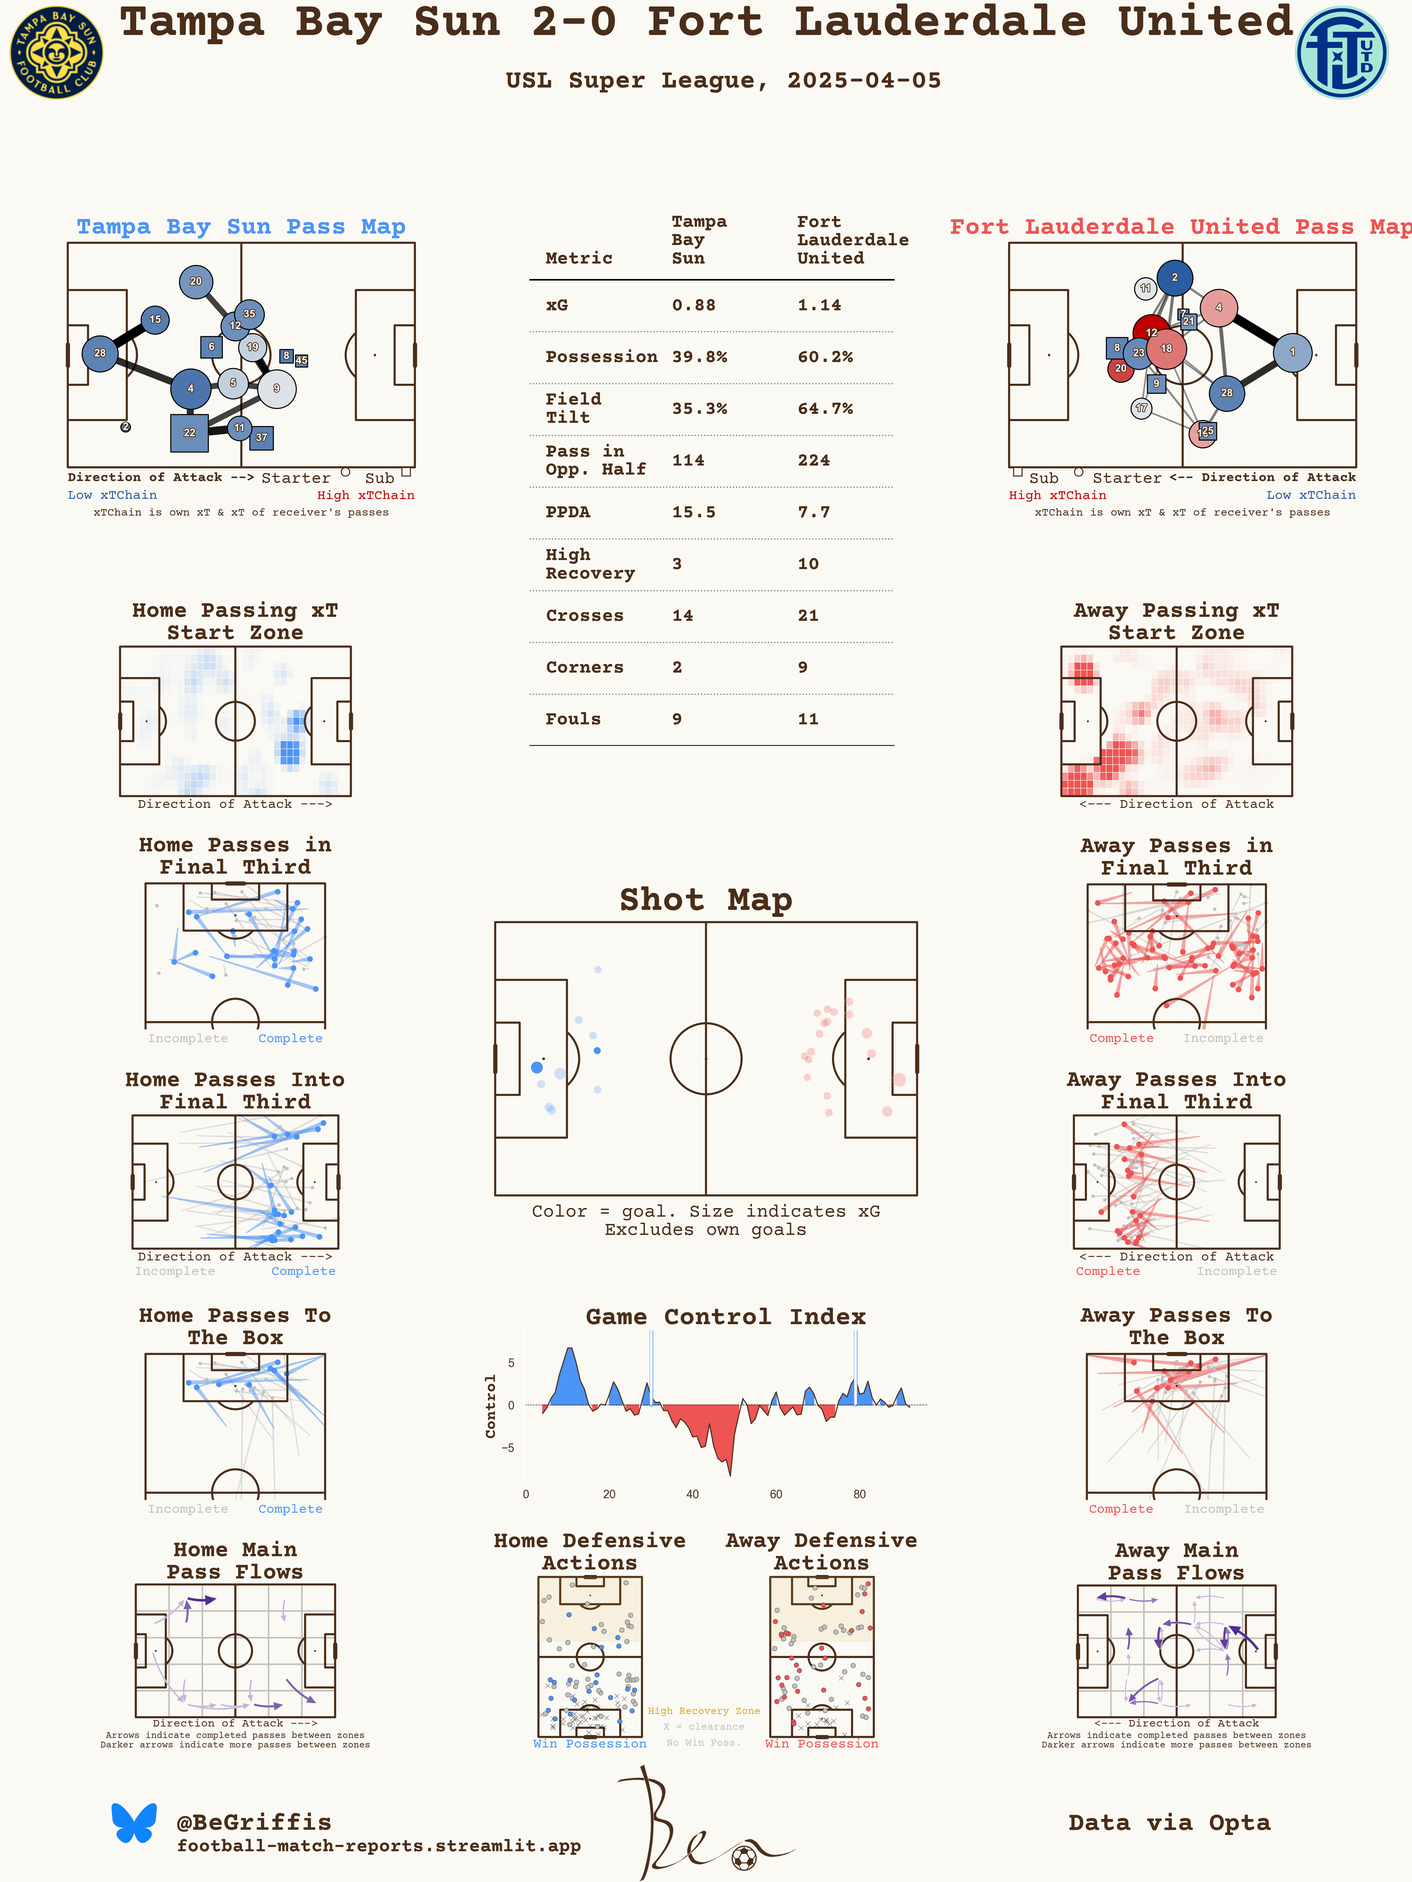 Tampa Bay Sun 2-0 Fort Lauderdale United
USL Super League, 2025-04-05
TAMPA BAY SUN
FOOTBALL CLUB
FTL
UTD
Tampa Bay Sun Pass Map
20
15
35
12
28
6
19
8
45
4
5
9
2
22
11
37
Direction of Attack --> Starter Sub
Low xTChain High xTChain
xTChain is own xT & xT of receiver's passes
Metric Tampa Bay Sun Fort Lauderdale United
xG 0.88 1.14
Possession 39.8% 60.2%
Field Tilt 35.3% 64.7%
Pass in Opp. Half 114 224
PPDA 15.5 7.7
High Recovery 3 10
Crosses 14 21
Corners 2 9
Fouls 9 11
Fort Lauderdale United Pass Map
2
11
4
21
12
8
23
18
1
20
9
28
17
25
Sub Starter <-- Direction of Attack
High xTChain Low xTChain
xTChain is own xT & xT of receiver's passes
Home Passing xT
Start Zone
Direction of Attack --->
Away Passing xT
Start Zone
<--- Direction of Attack
Home Passes in
Final Third
Incomplete Complete
Away Passes in
Final Third
Complete Incomplete
Shot Map
Color = goal. Size indicates xG
Excludes own goals
Home Passes Into
Final Third
Direction of Attack --->
Incomplete Complete
Away Passes Into
Final Third
<--- Direction of Attack
Complete Incomplete
Home Passes To
The Box
Incomplete Complete
Game Control Index
Control
5
0
−5
0 20 40 60 80
Away Passes To
The Box
Complete Incomplete
Home Main
Pass Flows
Direction of Attack --->
Arrows indicate completed passes between zones
Darker arrows indicate more passes between zones
Home Defensive
Actions
Win Possession
High Recovery Zone
X = clearance
No Win Poss.
Away Defensive
Actions
Win Possession
Away Main
Pass Flows
<--- Direction of Attack
Arrows indicate completed passes between zones
Darker arrows indicate more passes between zones
@BeGriffis
football-match-reports.streamlit.app
Ben
Data via Opta